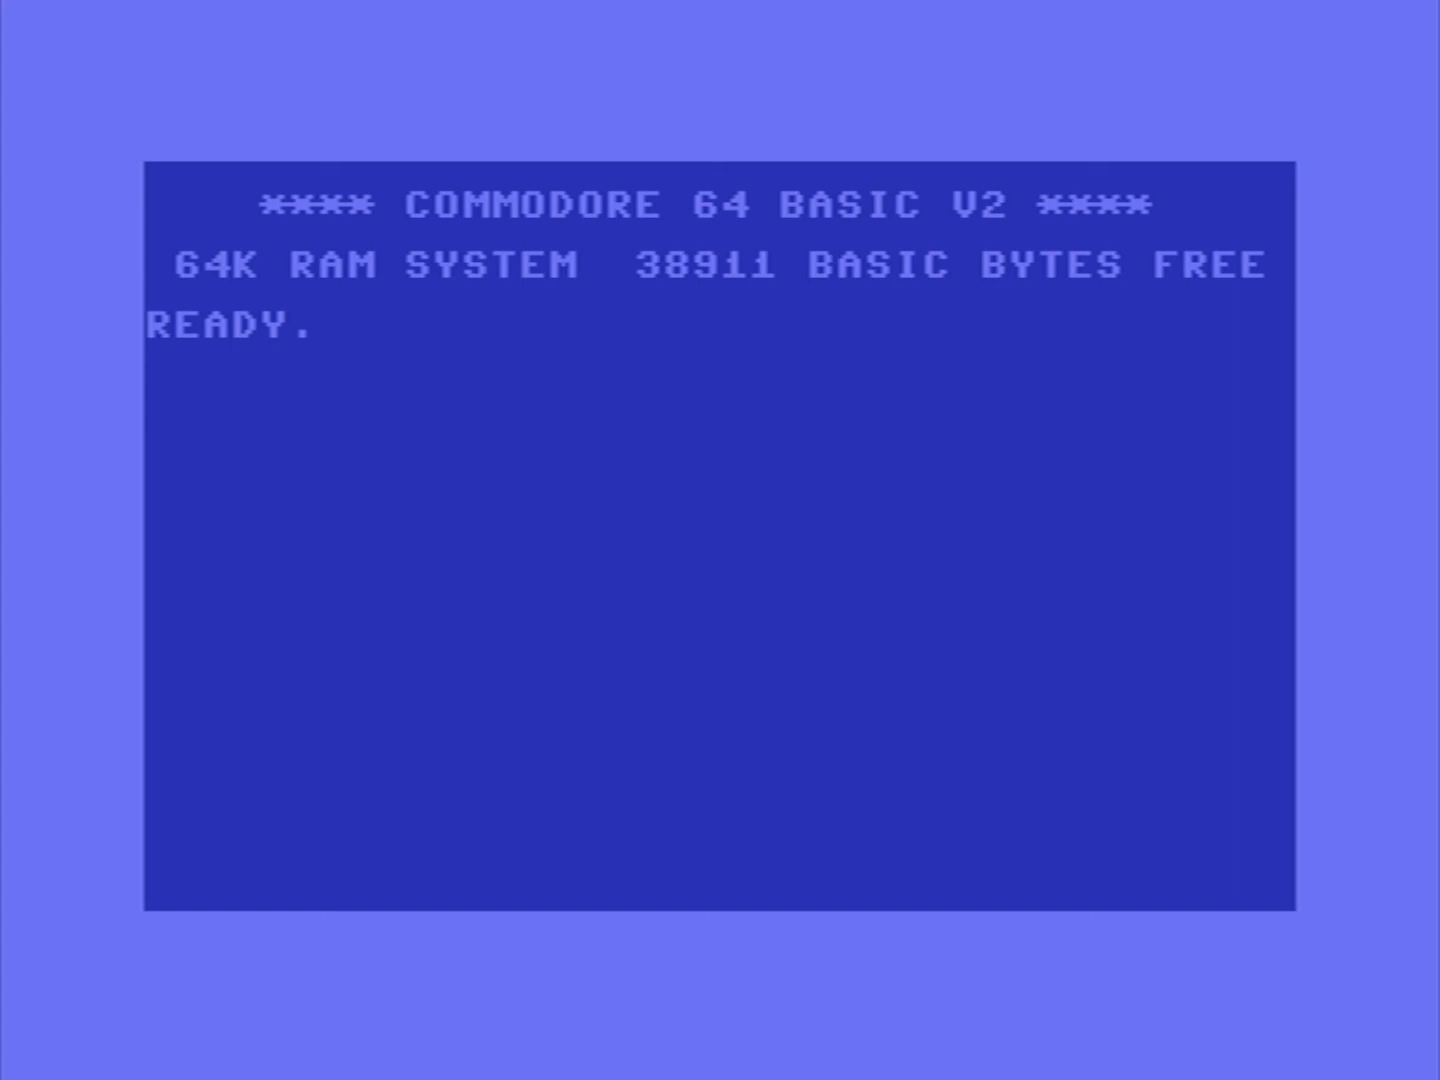 **** COMMODORE 64 BASIC V2 ****
64K RAM SYSTEM  38911 BASIC BYTES FREE
READY.